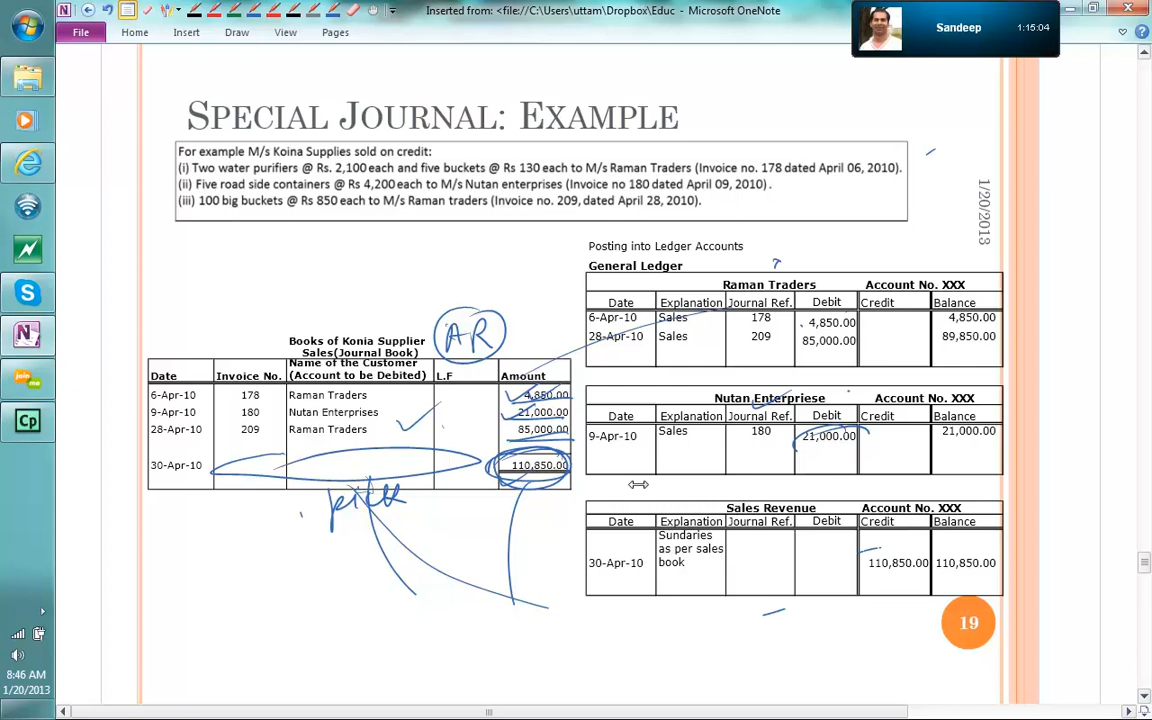 Inserted from: <file://C:\Users\uttam\Dropbox\Educ - Microsoft OneNote
Sandeep 1:15:04
File Home Insert Draw View Pages
SPECIAL JOURNAL: EXAMPLE
For example M/s Koina Supplies sold on credit:
(i) Two water purifiers @ Rs. 2,100 each and five buckets @ Rs 130 each to M/s Raman Traders (Invoice no. 178 dated April 06, 2010).
(ii) Five road side containers @ Rs 4,200 each to M/s Nutan enterprises (Invoice no 180 dated April 09, 2010).
(iii) 100 big buckets @ Rs 850 each to M/s Raman traders (Invoice no. 209, dated April 28, 2010).
1/20/2013
AR
Books of Konia Supplier
Sales(Journal Book)
Date Invoice No. Name of the Customer (Account to be Debited) L.F Amount
6-Apr-10 178 Raman Traders 4,850.00
9-Apr-10 180 Nutan Enterprises 21,000.00
28-Apr-10 209 Raman Traders 85,000.00
30-Apr-10 110,850.00
Posting into Ledger Accounts
General Ledger
Raman Traders Account No. XXX
Date Explanation Journal Ref. Debit Credit Balance
6-Apr-10 Sales 178 4,850.00 4,850.00
28-Apr-10 Sales 209 85,000.00 89,850.00
Nutan Enterpriese Account No. XXX
Date Explanation Journal Ref. Debit Credit Balance
9-Apr-10 Sales 180 21,000.00 21,000.00
Sales Revenue Account No. XXX
Date Explanation Journal Ref. Debit Credit Balance
30-Apr-10 Sundaries as per sales book 110,850.00 110,850.00
19
Cp
8:46 AM
1/20/2013